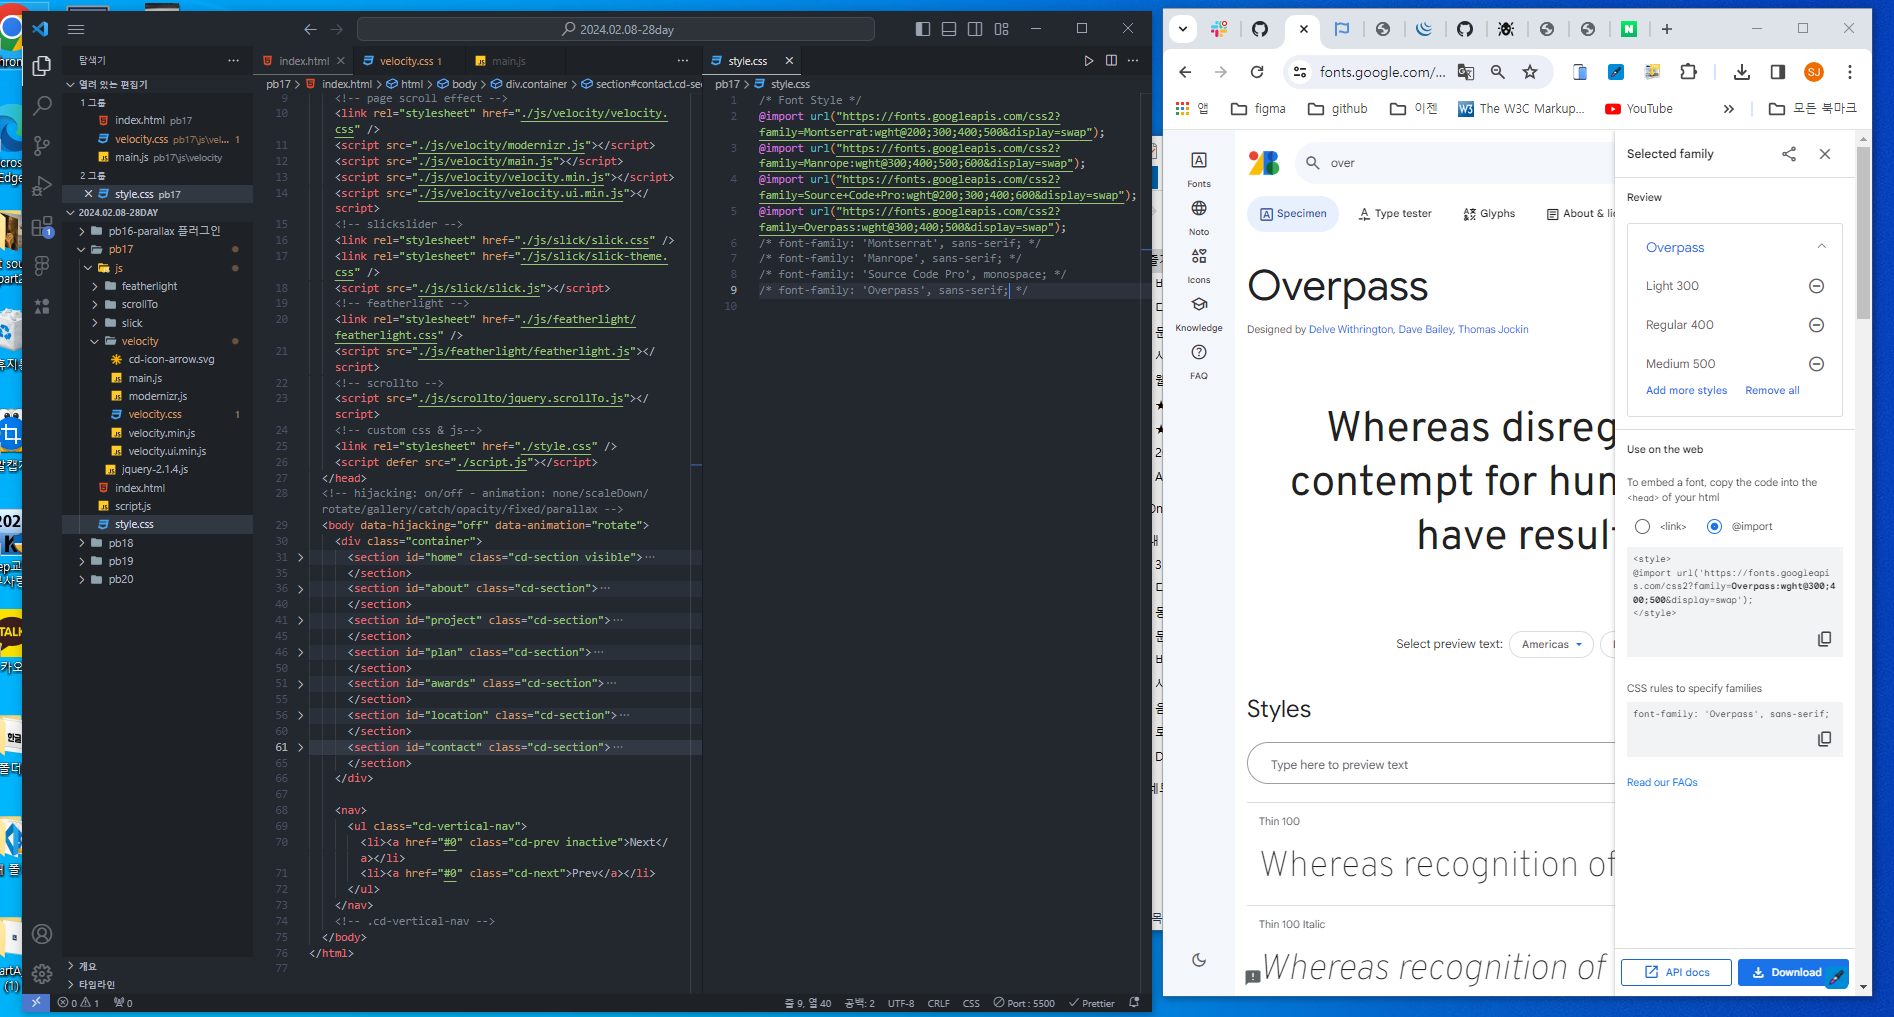 2024.02.08-28day
탐색기
열려 있는 편집기
1 그룹
index.html pb17
velocity.css pb17\js\vel... 1
main.js pb17\js\velocity
2 그룹
style.css pb17
2024.02.08-28DAY
pb16-parallax 플러그인
pb17
js
featherlight
scrollTo
slick
velocity
cd-icon-arrow.svg
main.js
modernizr.js
velocity.css 1
velocity.min.js
velocity.ui.min.js
jquery-2.1.4.js
index.html
script.js
style.css
pb18
pb19
pb20
개요
타임라인
index.html
velocity.css 1
main.js
pb17 > index.html > html > body > div.container > section#contact.cd-se
9 <!-- page scroll effect -->
10 <link rel="stylesheet" href="./js/velocity/velocity.
css" />
11 <script src="./js/velocity/modernizr.js"></script>
12 <script src="./js/velocity/main.js"></script>
13 <script src="./js/velocity/velocity.min.js"></script>
14 <script src="./js/velocity/velocity.ui.min.js"></
script>
15 <!-- slickslider -->
16 <link rel="stylesheet" href="./js/slick/slick.css" />
17 <link rel="stylesheet" href="./js/slick/slick-theme.
css" />
18 <script src="./js/slick/slick.js"></script>
19 <!-- featherlight -->
20 <link rel="stylesheet" href="./js/featherlight/
featherlight.css" />
21 <script src="./js/featherlight/featherlight.js"></
script>
22 <!-- scrollto -->
23 <script src="./js/scrollto/jquery.scrollTo.js"></
script>
24 <!-- custom css & js-->
25 <link rel="stylesheet" href="./style.css" />
26 <script defer src="./script.js"></script>
27 </head>
28 <!-- hijacking: on/off - animation: none/scaleDown/
rotate/gallery/catch/opacity/fixed/parallax -->
29 <body data-hijacking="off" data-animation="rotate">
30 <div class="container">
31 <section id="home" class="cd-section visible">···
35 </section>
36 <section id="about" class="cd-section">···
40 </section>
41 <section id="project" class="cd-section">···
45 </section>
46 <section id="plan" class="cd-section">···
50 </section>
51 <section id="awards" class="cd-section">···
55 </section>
56 <section id="location" class="cd-section">···
60 </section>
61 <section id="contact" class="cd-section">···
65 </section>
66 </div>
67
68 <nav>
69 <ul class="cd-vertical-nav">
70 <li><a href="#0" class="cd-prev inactive">Next</
a></li>
71 <li><a href="#0" class="cd-next">Prev</a></li>
72 </ul>
73 </nav>
74 <!-- .cd-vertical-nav -->
75 </body>
76 </html>
77
style.css
pb17 > style.css
1 /* Font Style */
2 @import url("https://fonts.googleapis.com/css2?
family=Montserrat:wght@200;300;400;500&display=swap");
3 @import url("https://fonts.googleapis.com/css2?
family=Manrope:wght@300;400;500;600&display=swap");
4 @import url("https://fonts.googleapis.com/css2?
family=Source+Code+Pro:wght@200;300;400;600&display=swap");
5 @import url("https://fonts.googleapis.com/css2?
family=Overpass:wght@300;400;500&display=swap");
6 /* font-family: 'Montserrat', sans-serif; */
7 /* font-family: 'Manrope', sans-serif; */
8 /* font-family: 'Source Code Pro', monospace; */
9 /* font-family: 'Overpass', sans-serif; */
10
0 1 0
줄 9, 열 40 공백: 2 UTF-8 CRLF CSS Port : 5500 Prettier
fonts.google.com/...
SJ
앱 figma github 이젠 The W3C Markup... YouTube » 모든 북마크
over
Fonts
Noto
Icons
Knowledge
FAQ
Specimen Type tester Glyphs About & lic
Overpass
Designed by Delve Withrington, Dave Bailey, Thomas Jockin
Whereas disreg
contempt for hum
have result
Select preview text: Americas
Styles
Type here to preview text
Thin 100
Whereas recognition of
Thin 100 Italic
Whereas recognition of
Selected family
Review
Overpass
Light 300
Regular 400
Medium 500
Add more styles Remove all
Use on the web
To embed a font, copy the code into the
<head> of your html
<link> @import
<style>
@import url('https://fonts.googleapi
s.com/css2?family=Overpass:wght@300;4
00;500&display=swap');
</style>
CSS rules to specify families
font-family: 'Overpass', sans-serif;
Read our FAQs
API docs Download